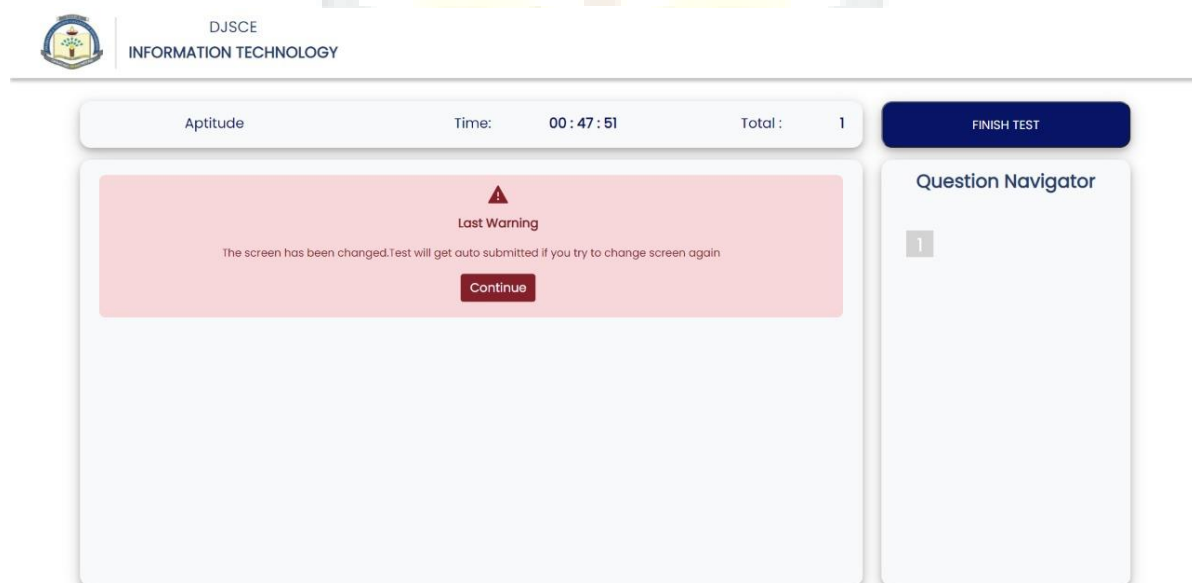 DJSCE
INFORMATION TECHNOLOGY
Aptitude Time: 00 : 47 : 51 Total : 1
FINISH TEST
Last Warning
The screen has been changed.Test will get auto submitted if you try to change screen again
Continue
Question Navigator
1